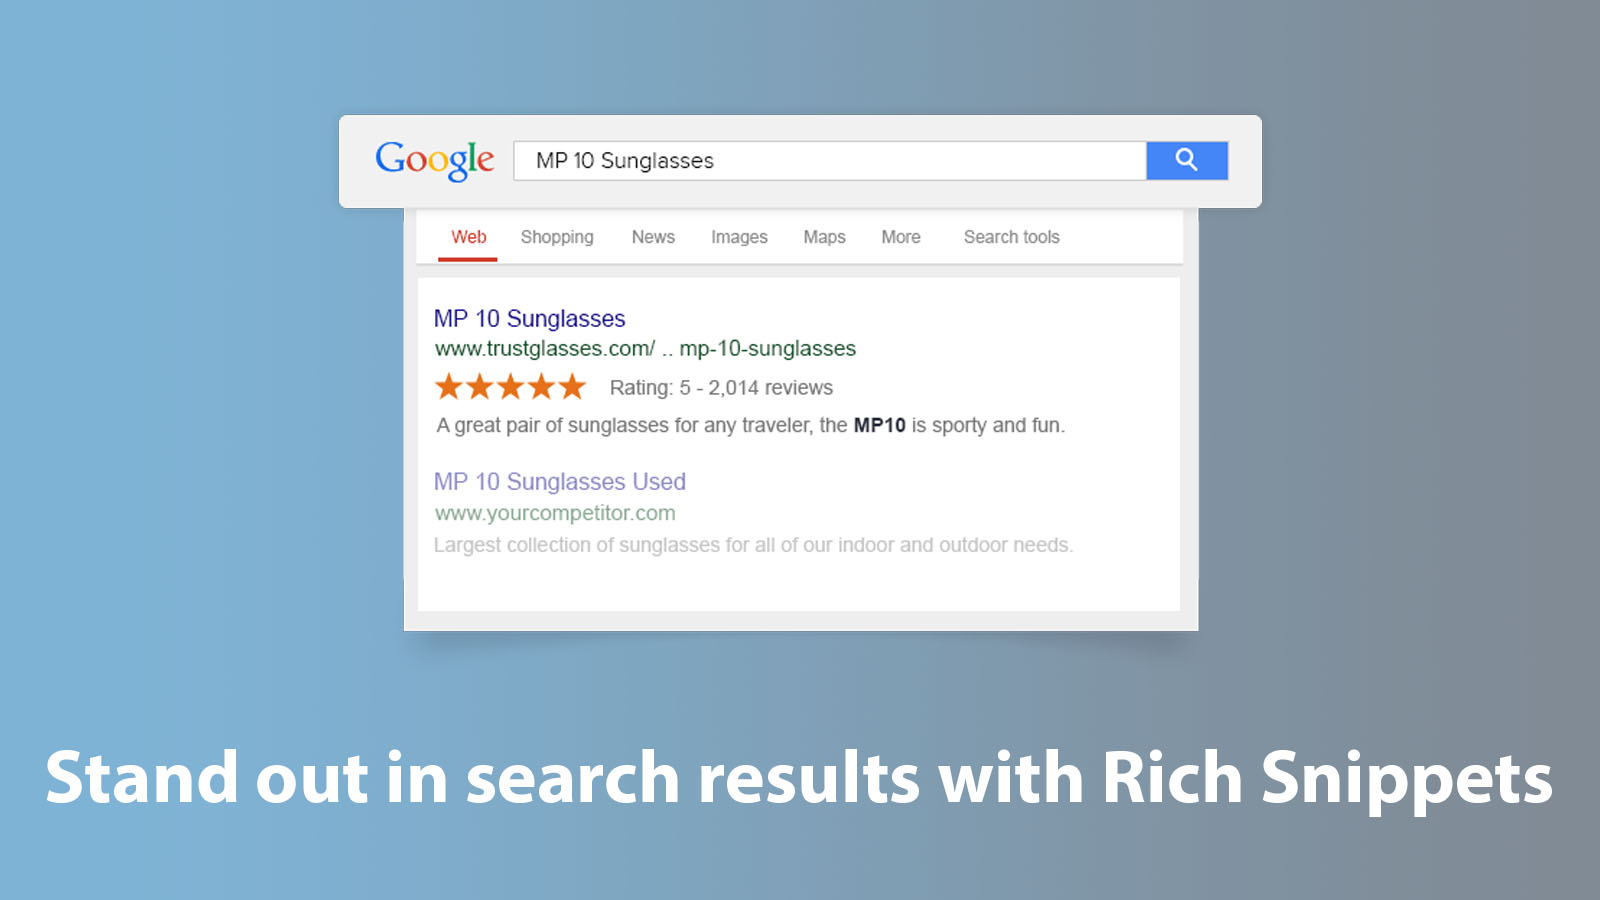 Google MP 10 Sunglasses
Web Shopping News Images Maps More Search tools
MP 10 Sunglasses
www.trustglasses.com/ .. mp-10-sunglasses
Rating: 5 - 2,014 reviews
A great pair of sunglasses for any traveler, the MP10 is sporty and fun.
MP 10 Sunglasses Used
www.yourcompetitor.com
Largest collection of sunglasses for all of our indoor and outdoor needs.
Stand out in search results with Rich Snippets